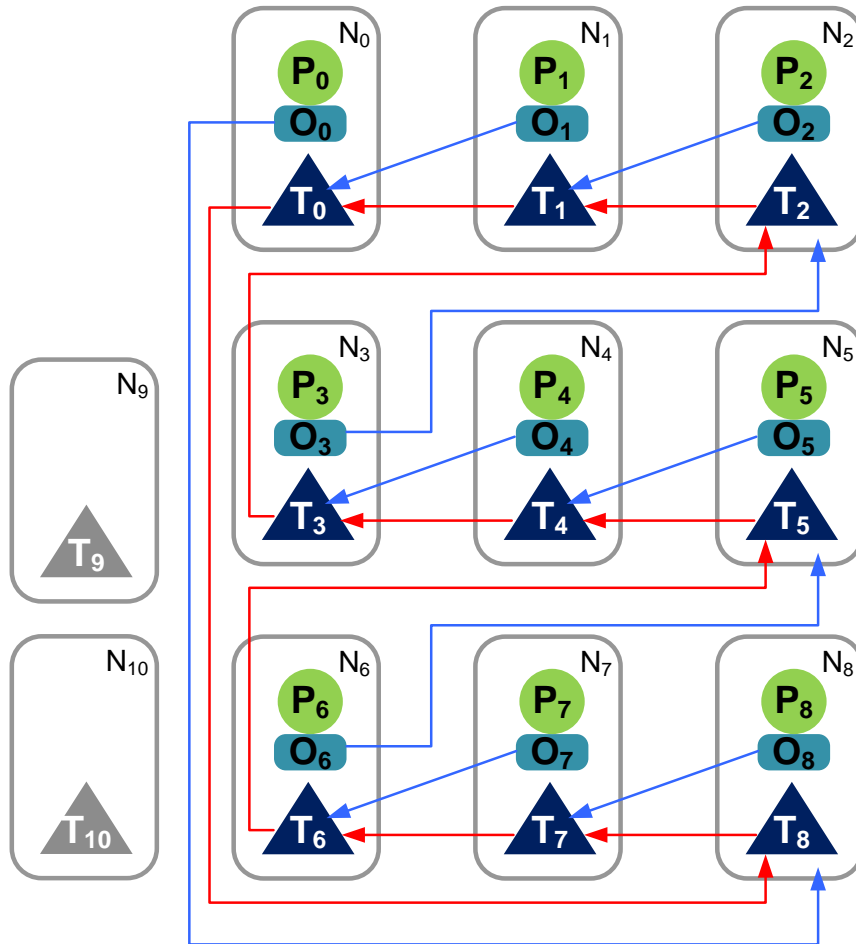 N₀
N₁
N₂
P₀
P₁
P₂
O₀
O₁
O₂
T₀
T₁
T₂
N₃
N₄
N₅
P₃
P₄
P₅
O₃
O₄
O₅
T₃
T₄
T₅
N₉
T₉
N₆
N₇
N₈
P₆
P₇
P₈
O₆
O₇
O₈
T₆
T₇
T₈
N₁₀
T₁₀